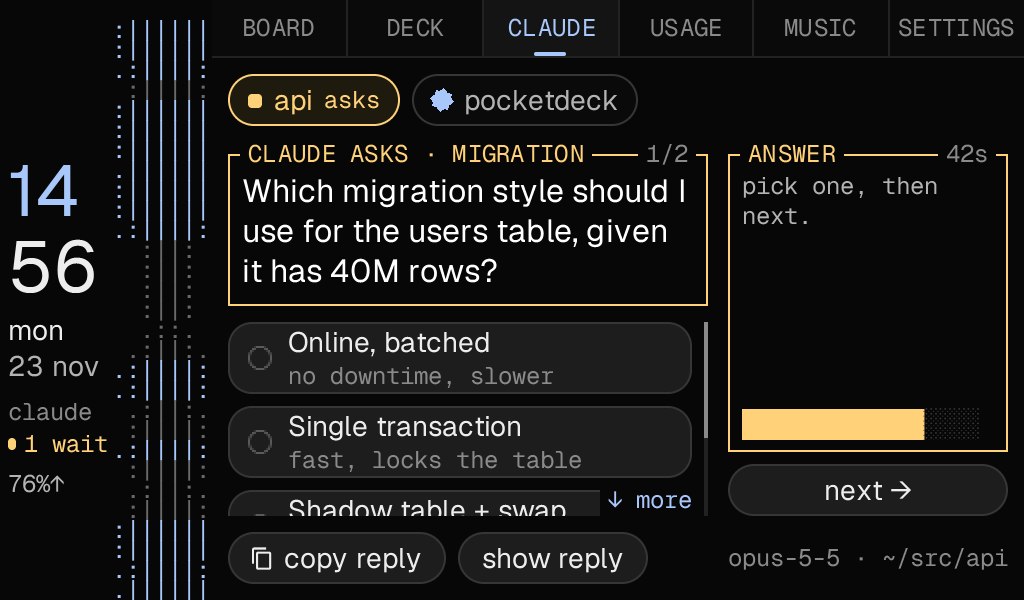 BOARD
DECK
CLAUDE
USAGE
MUSIC
SETTINGS
14
56
mon
23 nov
claude
1 wait
76%↑
api asks
pocketdeck
CLAUDE ASKS · MIGRATION
1/2
Which migration style should I
use for the users table, given
it has 40M rows?
Online, batched
no downtime, slower
Single transaction
fast, locks the table
Shadow table + swap
↓ more
copy reply
show reply
ANSWER
42s
pick one, then
next.
next →
opus-5-5 · ~/src/api